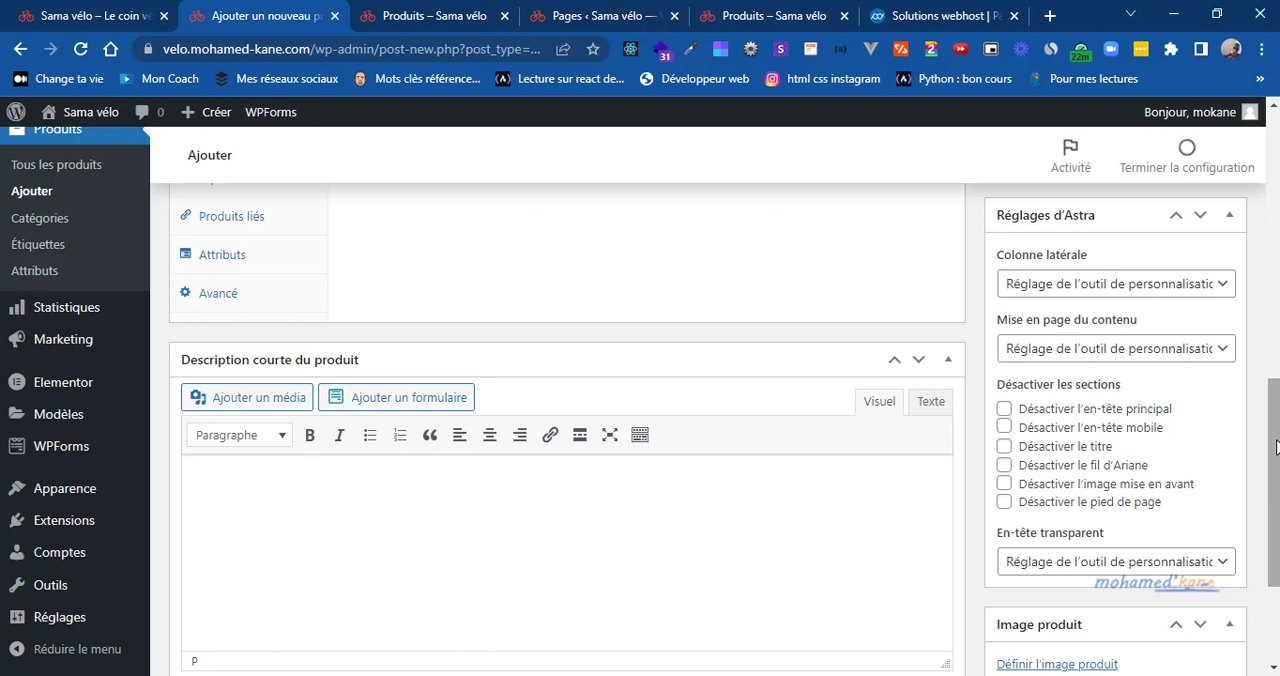 Sama vélo – Le coin v
Ajouter un nouveau p
Produits – Sama vélo
Pages ‹ Sama vélo —
Produits – Sama vélo
Solutions webhost | P
velo.mohamed-kane.com/wp-admin/post-new.php?post_type=...
31
22m
Change ta vie
Mon Coach
Mes réseaux sociaux
Mots clés référence...
Lecture sur react de...
Développeur web
html css instagram
Python : bon cours
Pour mes lectures
»
Sama vélo
0
Créer
WPForms
Bonjour, mokane
Produits
Tous les produits
Ajouter
Catégories
Étiquettes
Attributs
Statistiques
Marketing
Elementor
Modèles
WPForms
Apparence
Extensions
Comptes
Outils
Réglages
Réduire le menu
Ajouter
Activité
Terminer la configuration
Produits liés
Attributs
Avancé
Description courte du produit
Ajouter un média
Ajouter un formulaire
Visuel
Texte
Paragraphe
P
Réglages d’Astra
Colonne latérale
Réglage de l’outil de personnalisatic
Mise en page du contenu
Réglage de l’outil de personnalisatic
Désactiver les sections
Désactiver l’en-tête principal
Désactiver l’en-tête mobile
Désactiver le titre
Désactiver le fil d’Ariane
Désactiver l’image mise en avant
Désactiver le pied de page
En-tête transparent
Réglage de l’outil de personnalisatic
mohamed'kane
Image produit
Définir l’image produit